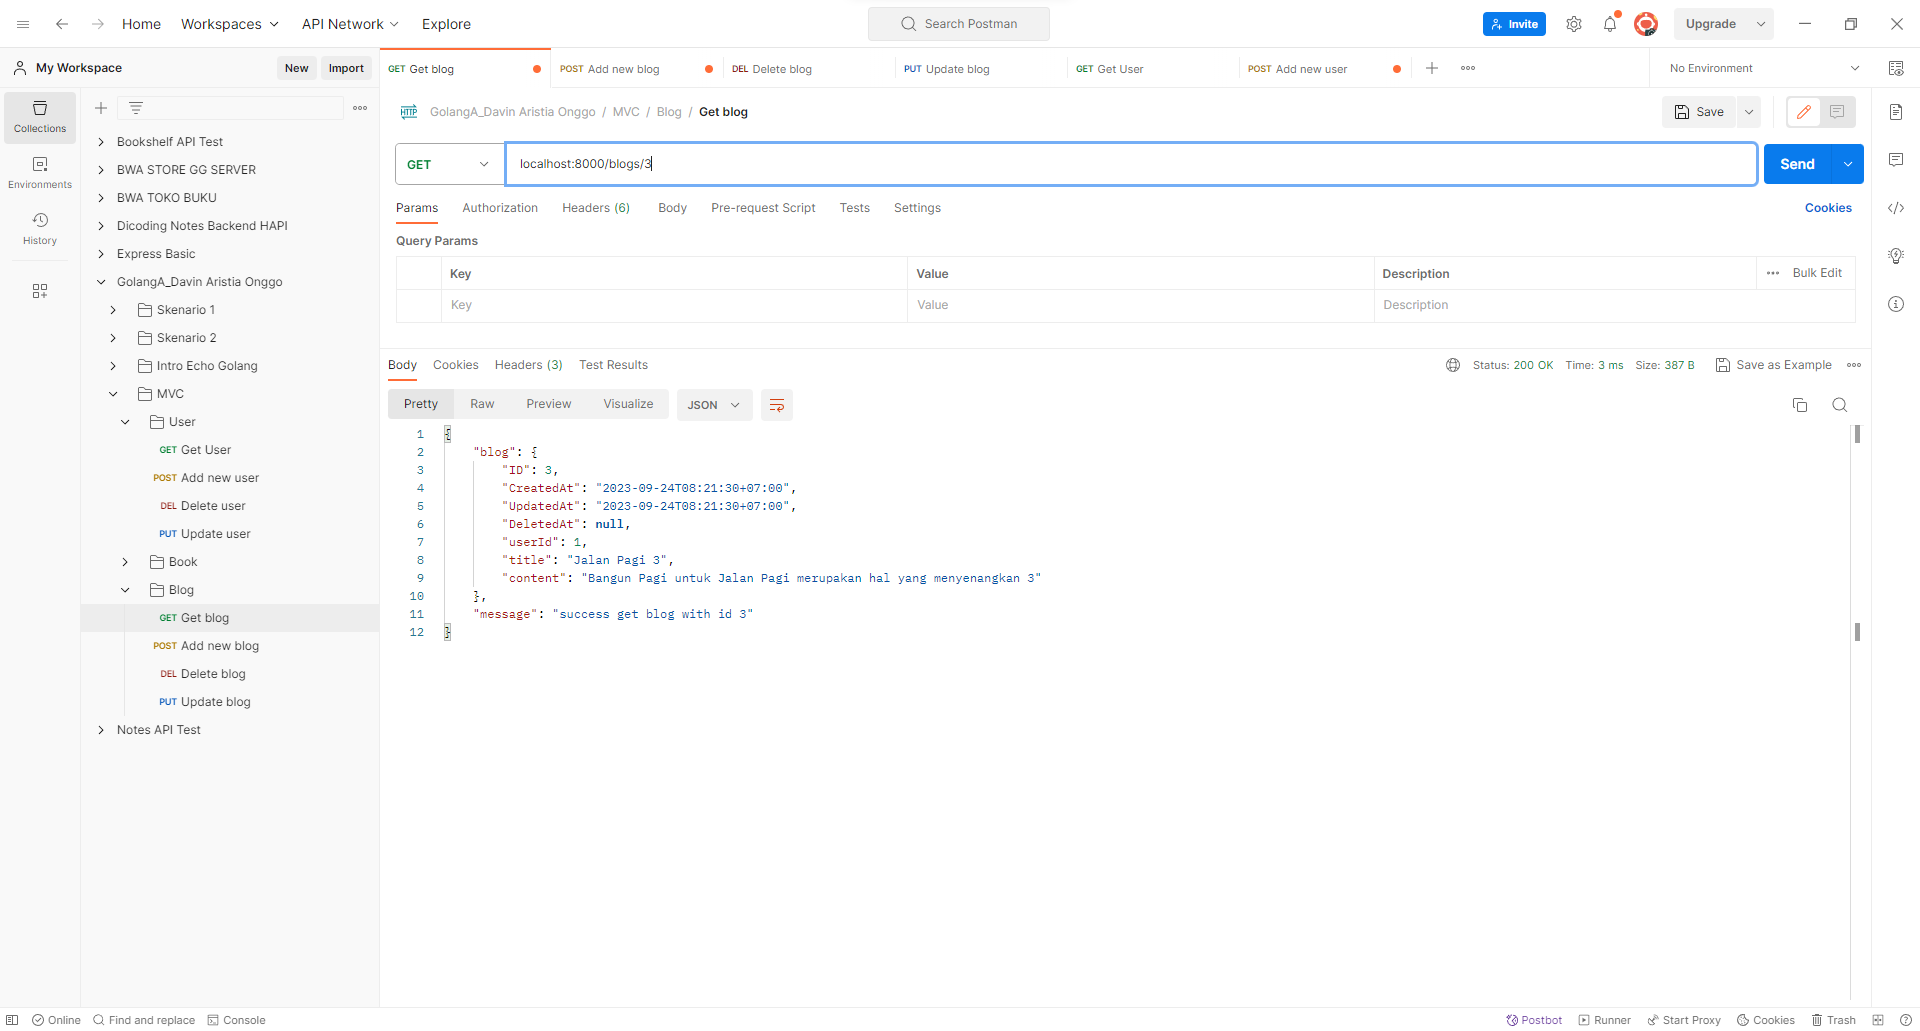 Home Workspaces API Network Explore Search Postman Invite Upgrade
My Workspace New Import
GET Get blog POST Add new blog DEL Delete blog PUT Update blog GET Get User POST Add new user No Environment
Collections
Environments
History
Bookshelf API Test
BWA STORE GG SERVER
BWA TOKO BUKU
Dicoding Notes Backend HAPI
Express Basic
GolangA_Davin Aristia Onggo
Skenario 1
Skenario 2
Intro Echo Golang
MVC
User
GET Get User
POST Add new user
DEL Delete user
PUT Update user
Book
Blog
GET Get blog
POST Add new blog
DEL Delete blog
PUT Update blog
Notes API Test
HTTP GolangA_Davin Aristia Onggo / MVC / Blog / Get blog Save
GET localhost:8000/blogs/3 Send
Params Authorization Headers (6) Body Pre-request Script Tests Settings Cookies
Query Params
Key Value Description Bulk Edit
Key Value Description
Body Cookies Headers (3) Test Results Status: 200 OK Time: 3 ms Size: 387 B Save as Example
Pretty Raw Preview Visualize JSON
1 {
2 "blog": {
3 "ID": 3,
4 "CreatedAt": "2023-09-24T08:21:30+07:00",
5 "UpdatedAt": "2023-09-24T08:21:30+07:00",
6 "DeletedAt": null,
7 "userId": 1,
8 "title": "Jalan Pagi 3",
9 "content": "Bangun Pagi untuk Jalan Pagi merupakan hal yang menyenangkan 3"
10 },
11 "message": "success get blog with id 3"
12 }
Online Find and replace Console Postbot Runner Start Proxy Cookies Trash